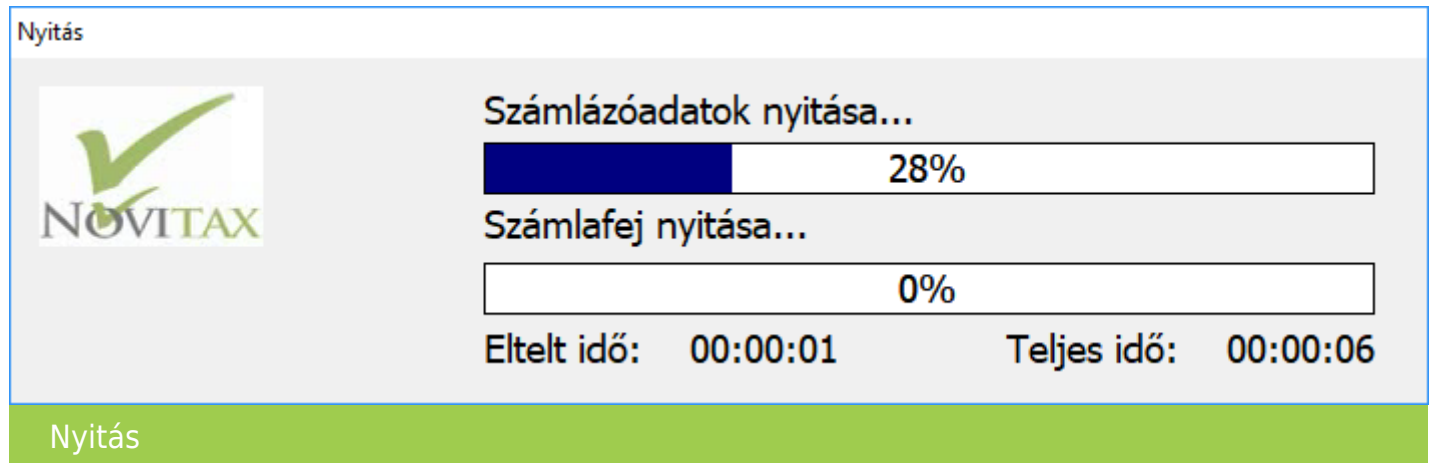 Nyitás
NOVITAX
Számlázóadatok nyitása...
28%
Számlafej nyitása...
0%
Eltelt idő: 00:00:01 Teljes idő: 00:00:06
Nyitás